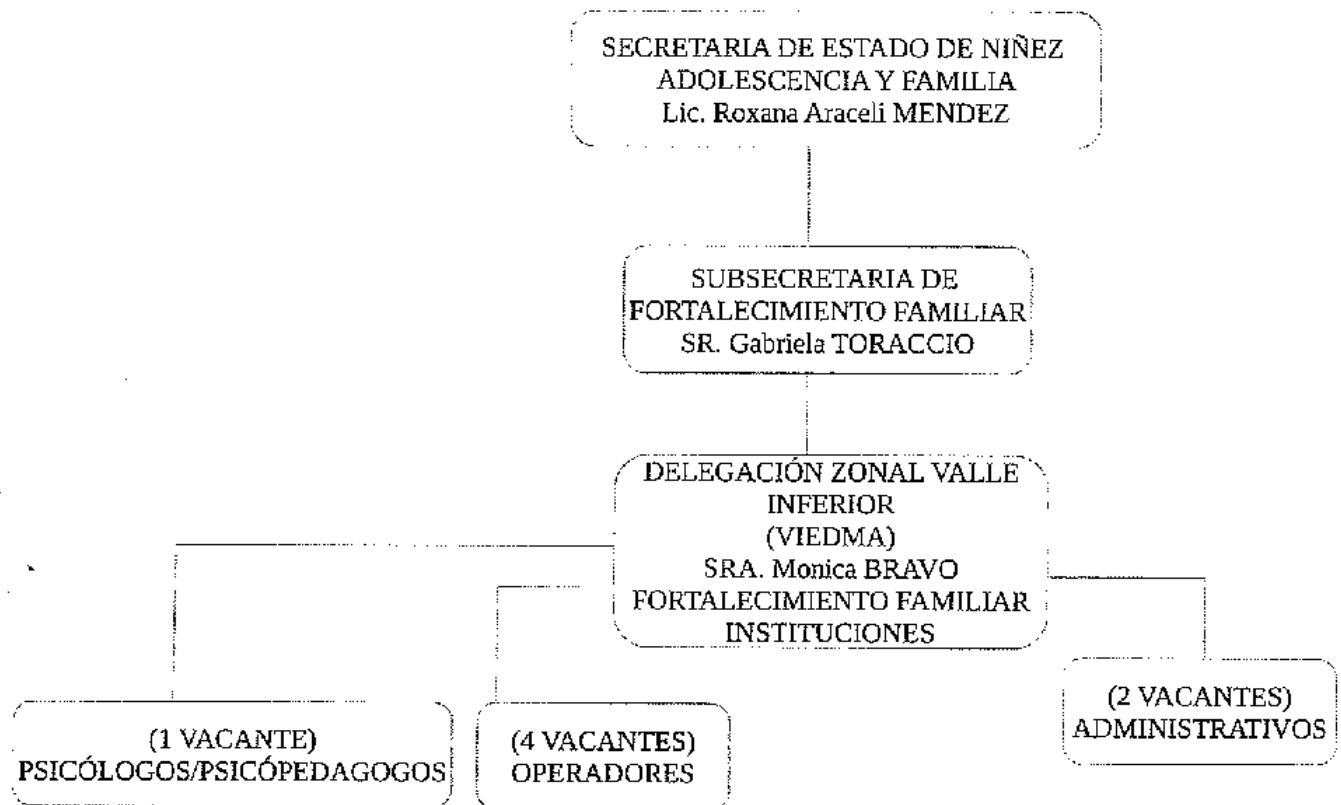 SECRETARIA DE ESTADO DE NIÑEZ
ADOLESCENCIA Y FAMILIA
Lic. Roxana Araceli MENDEZ
SUBSECRETARIA DE
FORTALECIMIENTO FAMILIAR
SR. Gabriela TORACCIO
DELEGACIÓN ZONAL VALLE
INFERIOR
(VIEDMA)
SRA. Monica BRAVO
FORTALECIMIENTO FAMILIAR
INSTITUCIONES
(1 VACANTE)
PSICÓLOGOS/PSICÓPEDAGOGOS
(4 VACANTES)
OPERADORES
(2 VACANTES)
ADMINISTRATIVOS